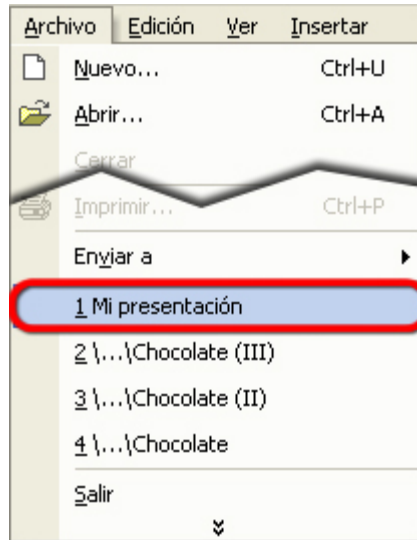 Archivo Edición Ver Insertar
Nuevo... Ctrl+U
Abrir... Ctrl+A
Cerrar
Imprimir... Ctrl+P
Enviar a
1 Mi presentación
2 \...\Chocolate (III)
3 \...\Chocolate (II)
4 \...\Chocolate
Salir